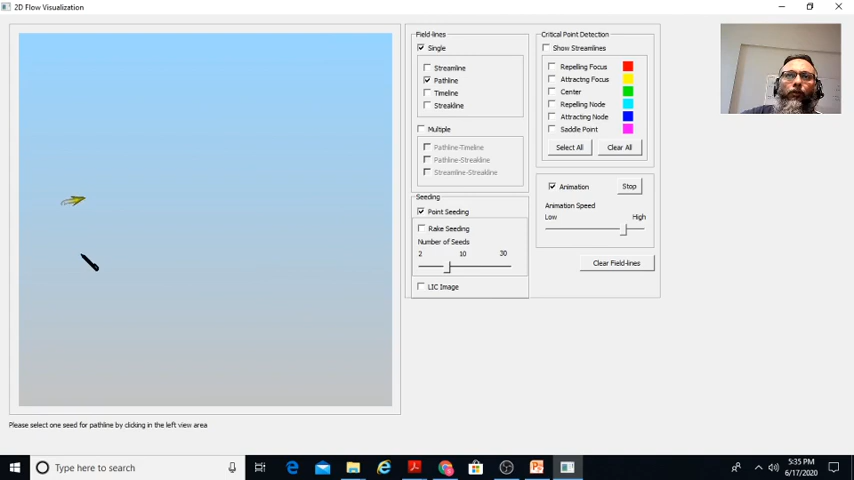 2D Flow Visualization
Field-lines
Single
Streamline
Pathline
Timeline
Streakline
Multiple
Pathline-Timeline
Pathline-Streakline
Streamline-Streakline
Seeding
Point Seeding
Rake Seeding
Number of Seeds
2 10 30
LIC Image
Critical Point Detection
Show Streamlines
Repelling Focus
Attractng Focus
Center
Repelling Node
Attracting Node
Saddle Point
Select All Clear All
Animation Stop
Animation Speed
Low High
Clear Field-lines
Please select one seed for pathline by clicking in the left view area
Type here to search
5:35 PM
6/17/2020